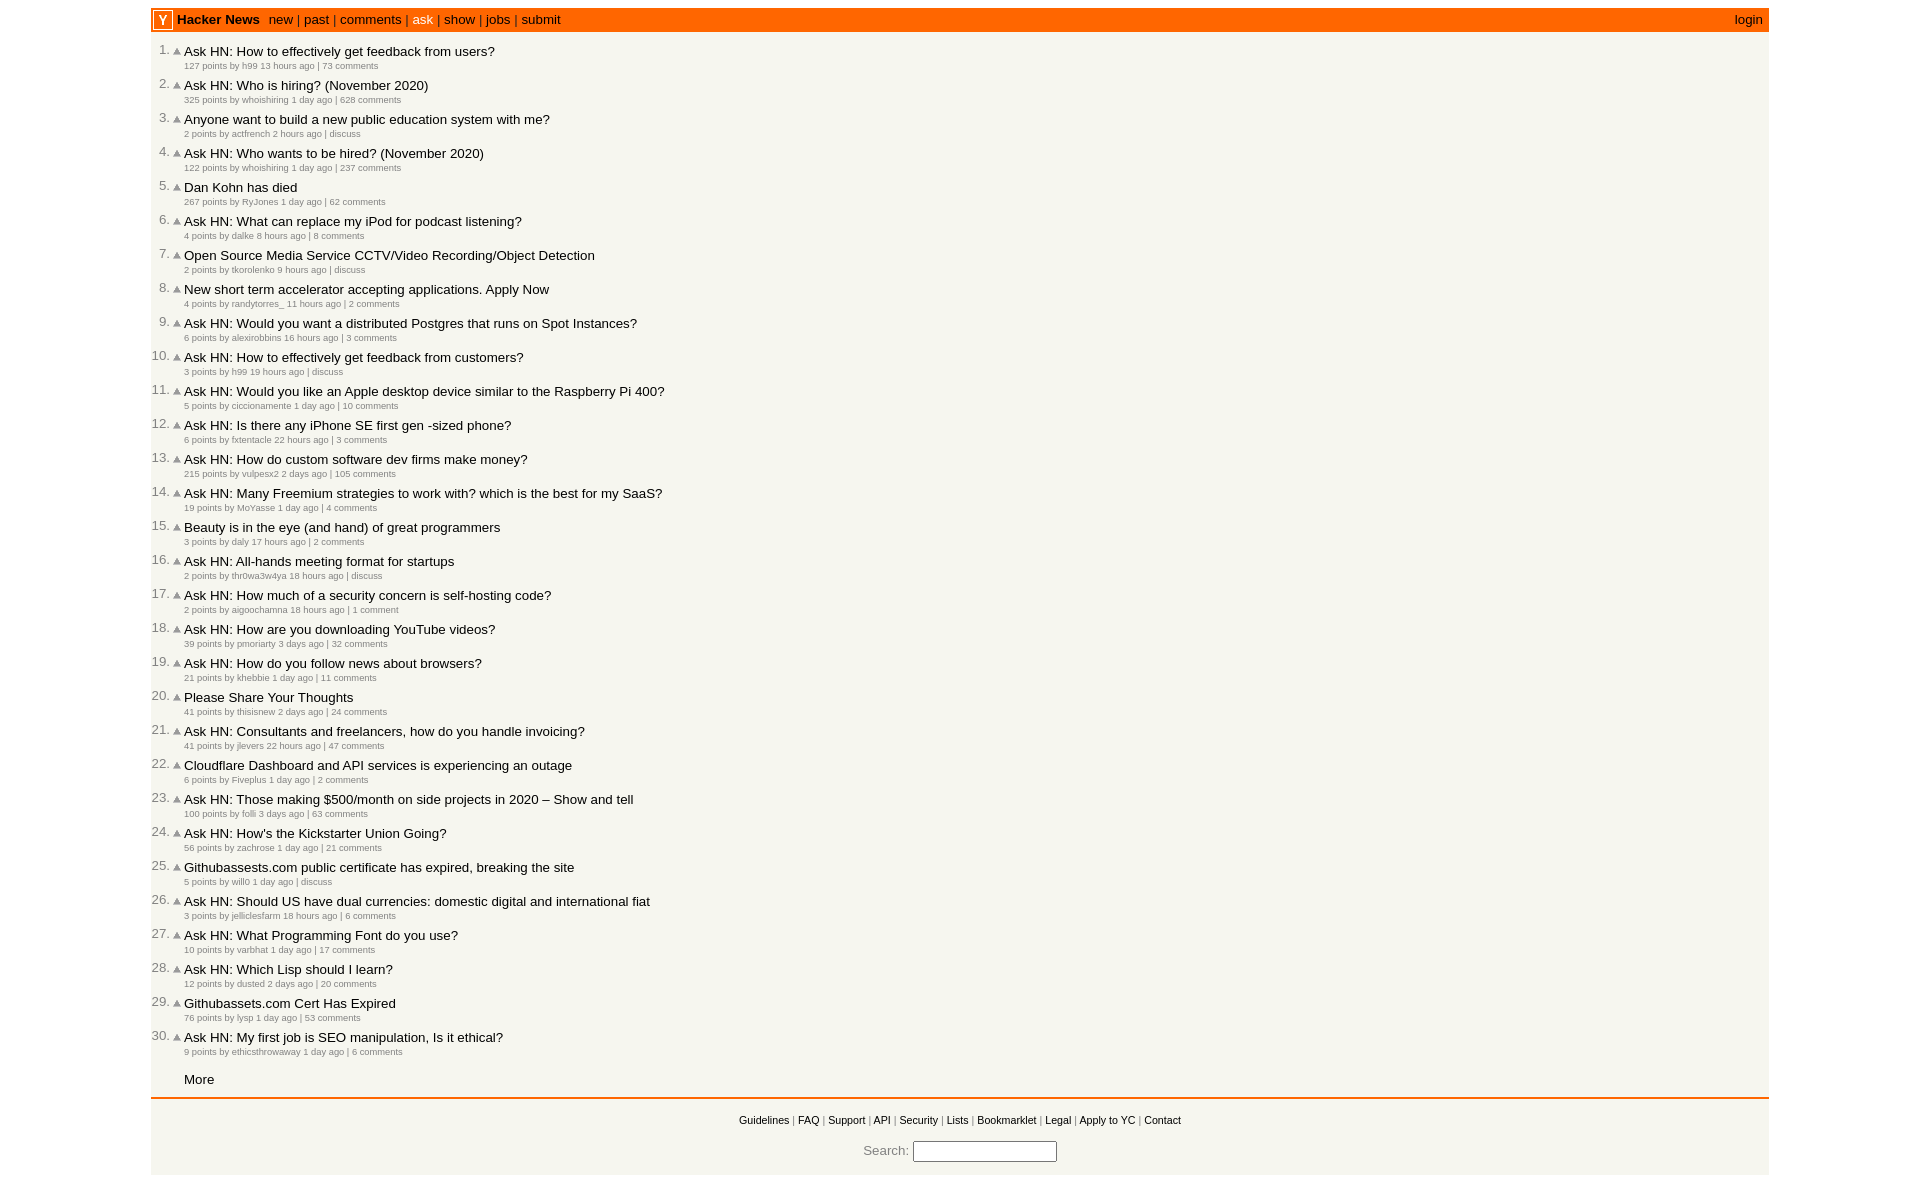 Y Hacker News new | past | comments | ask | show | jobs | submit login
1. Ask HN: How to effectively get feedback from users?
127 points by h99 13 hours ago | 73 comments
2. Ask HN: Who is hiring? (November 2020)
325 points by whoishiring 1 day ago | 628 comments
3. Anyone want to build a new public education system with me?
2 points by actfrench 2 hours ago | discuss
4. Ask HN: Who wants to be hired? (November 2020)
122 points by whoishiring 1 day ago | 237 comments
5. Dan Kohn has died
267 points by RyJones 1 day ago | 62 comments
6. Ask HN: What can replace my iPod for podcast listening?
4 points by dalke 8 hours ago | 8 comments
7. Open Source Media Service CCTV/Video Recording/Object Detection
2 points by tkorolenko 9 hours ago | discuss
8. New short term accelerator accepting applications. Apply Now
4 points by randytorres_ 11 hours ago | 2 comments
9. Ask HN: Would you want a distributed Postgres that runs on Spot Instances?
6 points by alexirobbins 16 hours ago | 3 comments
10. Ask HN: How to effectively get feedback from customers?
3 points by h99 19 hours ago | discuss
11. Ask HN: Would you like an Apple desktop device similar to the Raspberry Pi 400?
5 points by ciccionamente 1 day ago | 10 comments
12. Ask HN: Is there any iPhone SE first gen -sized phone?
6 points by fxtentacle 22 hours ago | 3 comments
13. Ask HN: How do custom software dev firms make money?
215 points by vulpesx2 2 days ago | 105 comments
14. Ask HN: Many Freemium strategies to work with? which is the best for my SaaS?
19 points by MoYasse 1 day ago | 4 comments
15. Beauty is in the eye (and hand) of great programmers
3 points by daly 17 hours ago | 2 comments
16. Ask HN: All-hands meeting format for startups
2 points by thr0wa3w4ya 18 hours ago | discuss
17. Ask HN: How much of a security concern is self-hosting code?
2 points by aigoochamna 18 hours ago | 1 comment
18. Ask HN: How are you downloading YouTube videos?
39 points by pmoriarty 3 days ago | 32 comments
19. Ask HN: How do you follow news about browsers?
21 points by khebbie 1 day ago | 11 comments
20. Please Share Your Thoughts
41 points by thisisnew 2 days ago | 24 comments
21. Ask HN: Consultants and freelancers, how do you handle invoicing?
41 points by jlevers 22 hours ago | 47 comments
22. Cloudflare Dashboard and API services is experiencing an outage
6 points by Fiveplus 1 day ago | 2 comments
23. Ask HN: Those making $500/month on side projects in 2020 – Show and tell
100 points by folli 3 days ago | 63 comments
24. Ask HN: How's the Kickstarter Union Going?
56 points by zachrose 1 day ago | 21 comments
25. Githubassests.com public certificate has expired, breaking the site
5 points by will0 1 day ago | discuss
26. Ask HN: Should US have dual currencies: domestic digital and international fiat
3 points by jelliclesfarm 18 hours ago | 6 comments
27. Ask HN: What Programming Font do you use?
10 points by varbhat 1 day ago | 17 comments
28. Ask HN: Which Lisp should I learn?
12 points by dusted 2 days ago | 20 comments
29. Githubassets.com Cert Has Expired
76 points by lysp 1 day ago | 53 comments
30. Ask HN: My first job is SEO manipulation, Is it ethical?
9 points by ethicsthrowaway 1 day ago | 6 comments
More
Guidelines | FAQ | Support | API | Security | Lists | Bookmarklet | Legal | Apply to YC | Contact
Search: